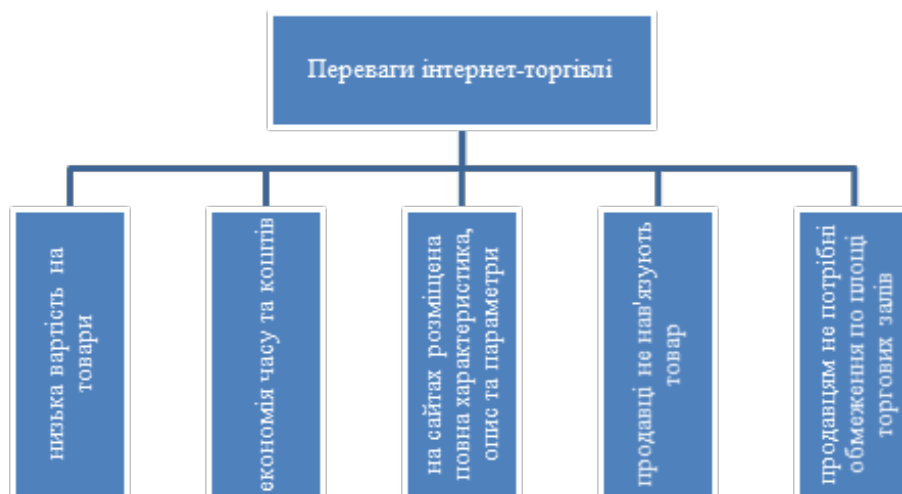 Переваги інтернет-торгівлі
низька вартість на
товари
економія часу та коштів
на сайтах розміщена
повна характеристика,
опис та параметри
продавці не нав'язують
товар
продавцям не потрібні
обмеження по площі
торгових залів